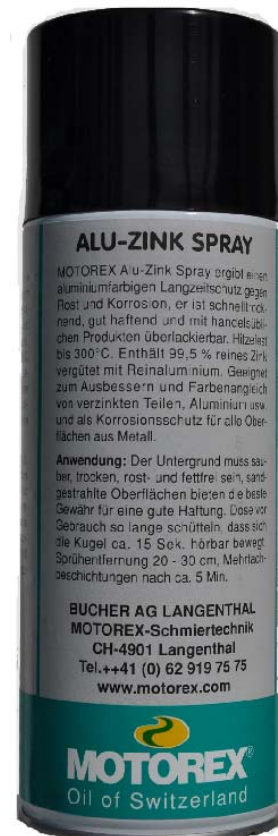 ALU-ZINK SPRAY
MOTOREX Alu-Zink Spray ergibt einen
aluminiumfarbigen Langzeitschutz gegen
Rost und Korrosion, er ist schnelltrock-
nend, gut haftend und mit handelsübli-
chen Produkten überlackierbar. Hitzefest
bis 300°C. Enthält 99,5 % reines Zink
vergütet mit Reinaluminium. Geeignet
zum Ausbessern und Farbenangleich
von verzinkten Teilen, Aluminium usw.
und als Korrosionsschutz für alle Ober-
flächen aus Metall.
Anwendung: Der Untergrund muss sau-
ber, trocken, rost- und fettfrei sein, sand-
gestrahlte Oberflächen bieten die beste
Gewähr für eine gute Haftung. Dose vor
Gebrauch so lange schütteln, dass sich
die Kugel ca. 15 Sek. hörbar bewegt.
Sprühentfernung 20 - 30 cm, Mehrfach-
beschichtungen nach ca. 5 Min.
BUCHER AG LANGENTHAL
MOTOREX-Schmiertechnik
CH-4901 Langenthal
Tel.++41 (0) 62 919 75 75
www.motorex.com
MOTOREX®
Oil of Switzerland